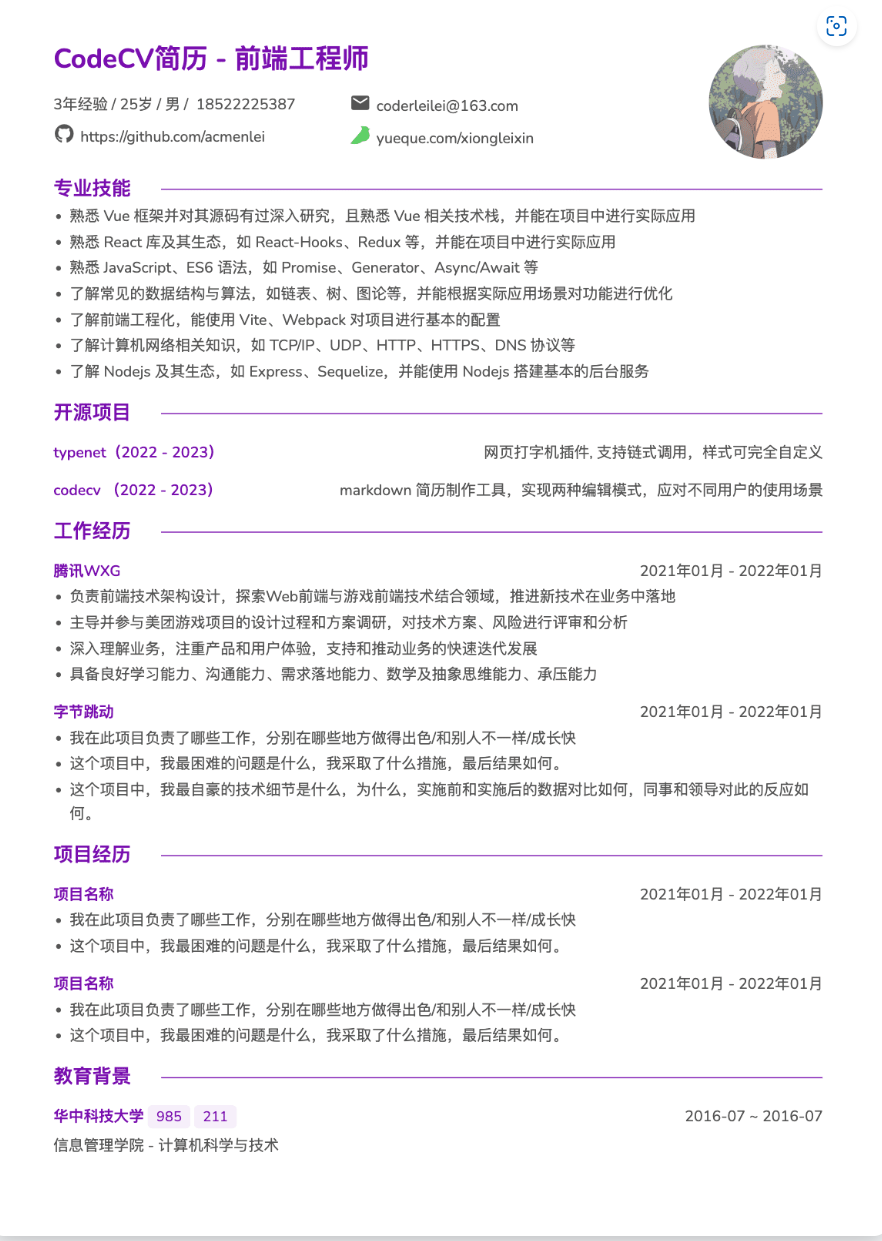 CodeCV简历 - 前端工程师
3年经验 / 25岁 / 男 / 18522225387
coderleilei@163.com
https://github.com/acmenlei
yueque.com/xiongleixin
专业技能
• 熟悉 Vue 框架并对其源码有过深入研究，且熟悉 Vue 相关技术栈，并能在项目中进行实际应用
• 熟悉 React 库及其生态，如 React-Hooks、Redux 等，并能在项目中进行实际应用
• 熟悉 JavaScript、ES6 语法，如 Promise、Generator、Async/Await 等
• 了解常见的数据结构与算法，如链表、树、图论等，并能根据实际应用场景对功能进行优化
• 了解前端工程化，能使用 Vite、Webpack 对项目进行基本的配置
• 了解计算机网络相关知识，如 TCP/IP、UDP、HTTP、HTTPS、DNS 协议等
• 了解 Nodejs 及其生态，如 Express、Sequelize，并能使用 Nodejs 搭建基本的后台服务
开源项目
typenet（2022 - 2023） 网页打字机插件, 支持链式调用，样式可完全自定义
codecv （2022 - 2023） markdown 简历制作工具，实现两种编辑模式，应对不同用户的使用场景
工作经历
腾讯WXG 2021年01月 - 2022年01月
• 负责前端技术架构设计，探索Web前端与游戏前端技术结合领域，推进新技术在业务中落地
• 主导并参与美团游戏项目的设计过程和方案调研，对技术方案、风险进行评审和分析
• 深入理解业务，注重产品和用户体验，支持和推动业务的快速迭代发展
• 具备良好学习能力、沟通能力、需求落地能力、数学及抽象思维能力、承压能力
字节跳动 2021年01月 - 2022年01月
• 我在此项目负责了哪些工作，分别在哪些地方做得出色/和别人不一样/成长快
• 这个项目中，我最困难的问题是什么，我采取了什么措施，最后结果如何。
• 这个项目中，我最自豪的技术细节是什么，为什么，实施前和实施后的数据对比如何，同事和领导对此的反应如
何。
项目经历
项目名称 2021年01月 - 2022年01月
• 我在此项目负责了哪些工作，分别在哪些地方做得出色/和别人不一样/成长快
• 这个项目中，我最困难的问题是什么，我采取了什么措施，最后结果如何。
项目名称 2021年01月 - 2022年01月
• 我在此项目负责了哪些工作，分别在哪些地方做得出色/和别人不一样/成长快
• 这个项目中，我最困难的问题是什么，我采取了什么措施，最后结果如何。
教育背景
华中科技大学 985 211 2016-07 ~ 2016-07
信息管理学院 - 计算机科学与技术